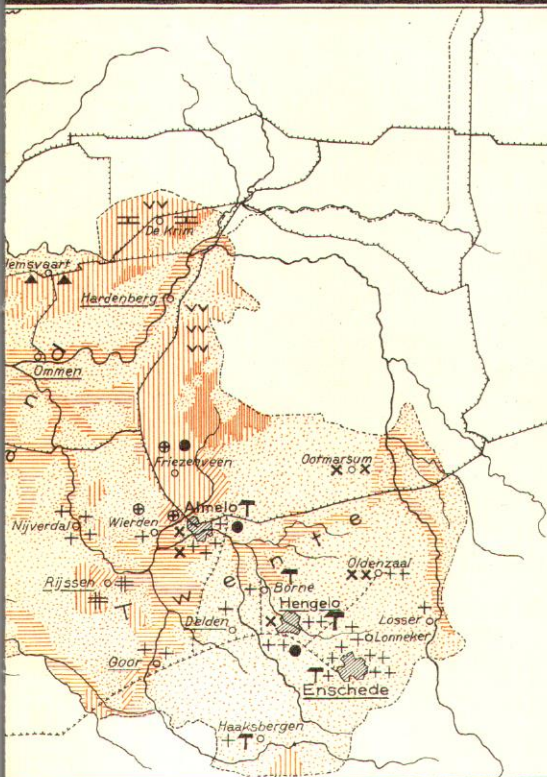 De Krim
lemsvaart
Hardenberg
Ommen
Friezenveen
Ootmarsum
Almelo
Nijverdal
Wierden
Oldenzaal
Rijssen
Borne
Hengelo
Losser
Delden
Lonneker
Goor
Enschede
Haaksbergen
T w e n t e
n d
d